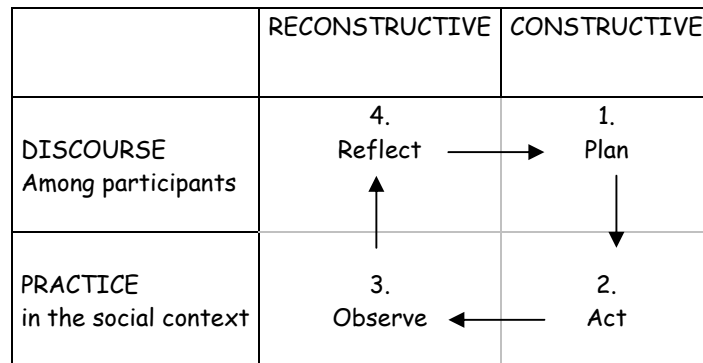 RECONSTRUCTIVE CONSTRUCTIVE
4. 1.
DISCOURSE Reflect Plan
Among participants
PRACTICE 3. 2.
in the social context Observe Act